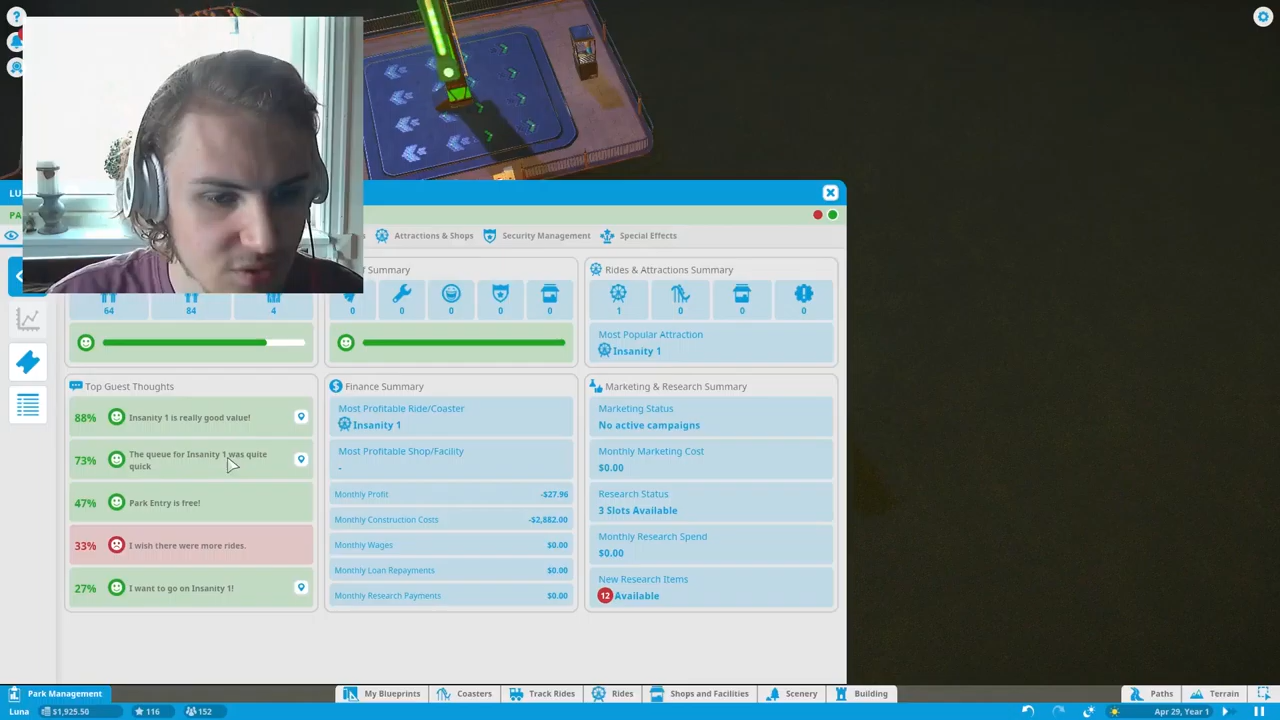 ?
LU
PA
Attractions & Shops
Security Management
Special Effects
Summary
Rides & Attractions Summary
64
84
4
0
0
0
0
0
1
0
0
0
Most Popular Attraction
Insanity 1
Top Guest Thoughts
88%
Insanity 1 is really good value!
73%
The queue for Insanity 1 was quite
quick
47%
Park Entry is free!
33%
I wish there were more rides.
27%
I want to go on Insanity 1!
Finance Summary
Most Profitable Ride/Coaster
Insanity 1
Most Profitable Shop/Facility
-
Monthly Profit
-$27.96
Monthly Construction Costs
-$2,882.00
Monthly Wages
$0.00
Monthly Loan Repayments
$0.00
Monthly Research Payments
$0.00
Marketing & Research Summary
Marketing Status
No active campaigns
Monthly Marketing Cost
$0.00
Research Status
3 Slots Available
Monthly Research Spend
$0.00
New Research Items
12 Available
Park Management
My Blueprints
Coasters
Track Rides
Rides
Shops and Facilities
Scenery
Building
Paths
Terrain
Luna
$1,925.50
116
152
Apr 29, Year 1